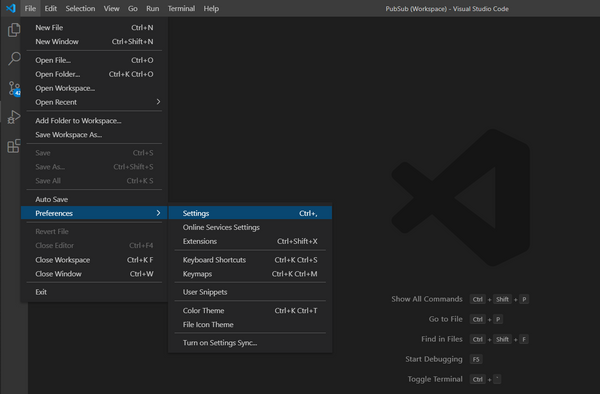 File Edit Selection View Go Run Terminal Help PubSub (Workspace) - Visual Studio Code
New File Ctrl+N
New Window Ctrl+Shift+N
Open File... Ctrl+O
Open Folder... Ctrl+K Ctrl+O
Open Workspace...
Open Recent
Add Folder to Workspace...
Save Workspace As...
Save Ctrl+S
Save As... Ctrl+Shift+S
Save All Ctrl+K S
Auto Save
Preferences
Revert File
Close Editor Ctrl+F4
Close Workspace Ctrl+K F
Close Window Ctrl+W
Exit
42
Settings Ctrl+,
Online Services Settings
Extensions Ctrl+Shift+X
Keyboard Shortcuts Ctrl+K Ctrl+S
Keymaps Ctrl+K Ctrl+M
User Snippets
Color Theme Ctrl+K Ctrl+T
File Icon Theme
Turn on Settings Sync...
Show All Commands Ctrl + Shift + P
Go to File Ctrl + P
Find in Files Ctrl + Shift + F
Start Debugging F5
Toggle Terminal Ctrl + `